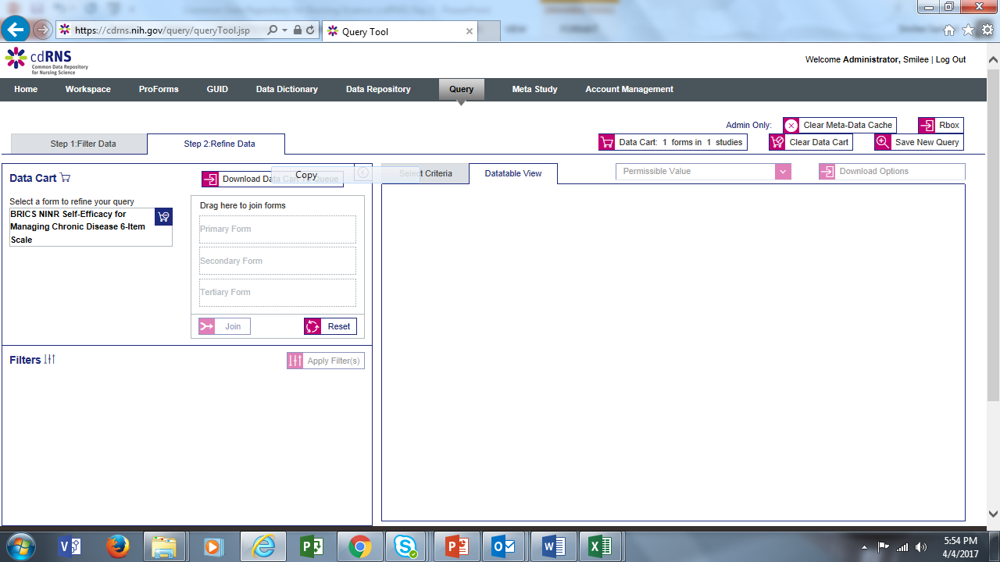 https://cdrns.nih.gov/query/queryTool.jsp
Query Tool
cdRNS
Common Data Repository
for Nursing Science
Welcome Administrator, Smilee | Log Out
Home Workspace ProForms GUID Data Dictionary Data Repository Query Meta Study Account Management
Admin Only: Clear Meta-Data Cache Rbox
Step 1:Filter Data Step 2:Refine Data Data Cart: 1 forms in 1 studies Clear Data Cart Save New Query
Data Cart Download Data Cart To Queue Copy Select Criteria Datatable View Permissible Value Download Options
Select a form to refine your query
BRICS NINR Self-Efficacy for
Managing Chronic Disease 6-Item
Scale
Drag here to join forms
Primary Form
Secondary Form
Tertiary Form
Join Reset
Filters Apply Filter(s)
5:54 PM
4/4/2017